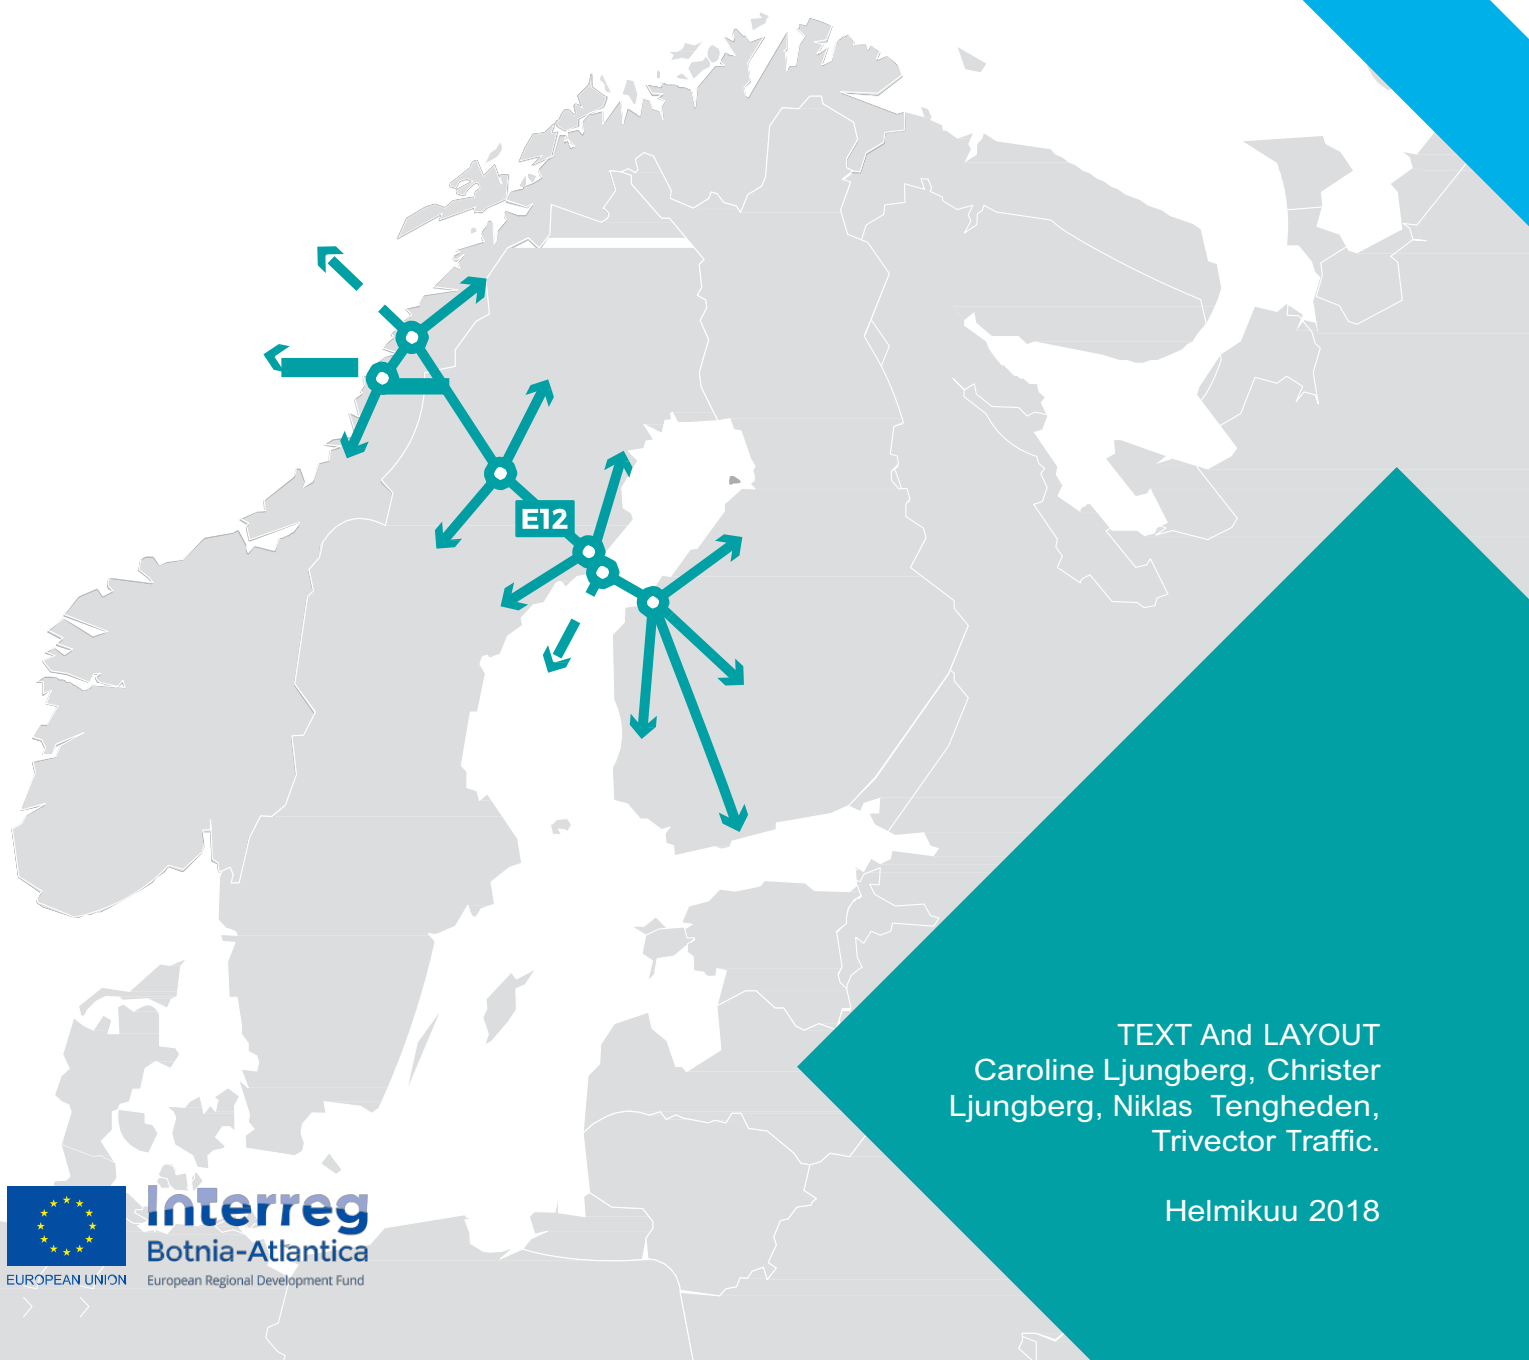 E12
TEXT And LAYOUT
Caroline Ljungberg, Christer
Ljungberg, Niklas Tengheden,
Trivector Traffic.
Helmikuu 2018
Interreg
Botnia-Atlantica
EUROPEAN UNION
European Regional Development Fund